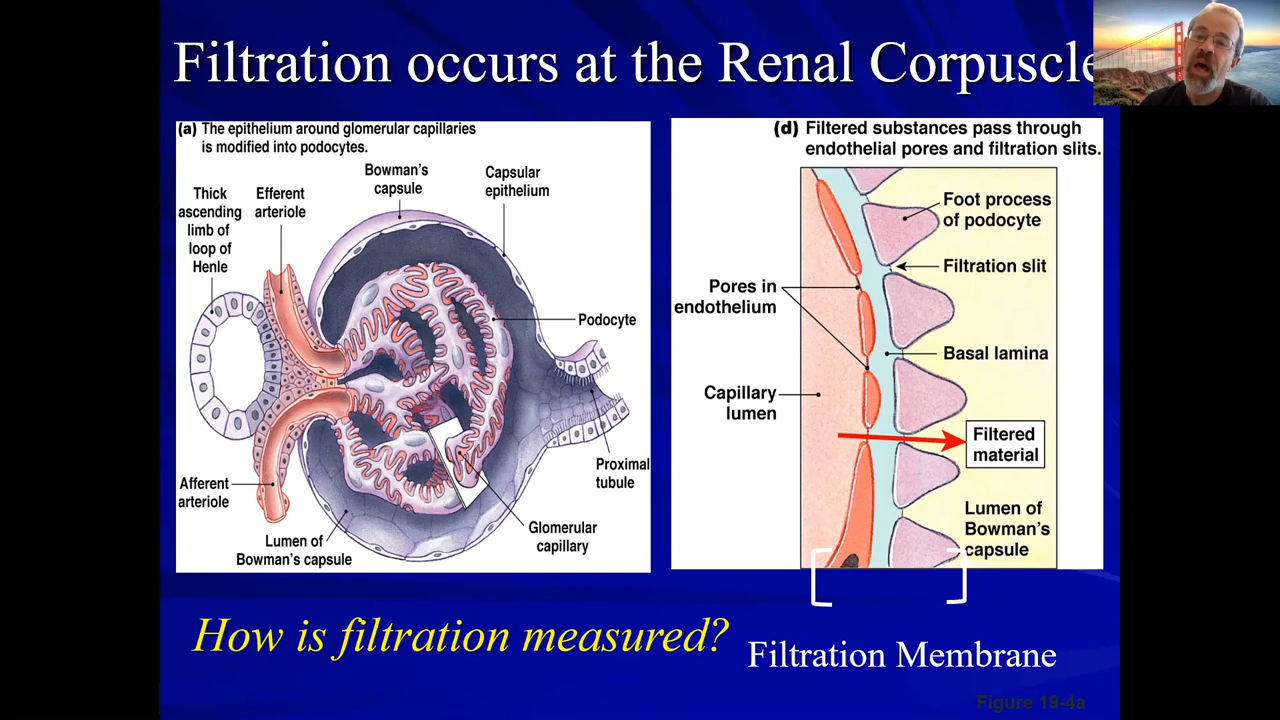 Filtration occurs at the Renal Corpuscle
(a) The epithelium around glomerular capillaries
is modified into podocytes.
Bowman's
capsule
Capsular
epithelium
Thick
ascending
limb of
loop of
Henle
Efferent
arteriole
Podocyte
Proximal
tubule
Afferent
arteriole
Glomerular
capillary
Lumen of
Bowman's capsule
(d) Filtered substances pass through
endothelial pores and filtration slits.
Foot process
of podocyte
Filtration slit
Pores in
endothelium
Basal lamina
Capillary
lumen
Filtered
material
Lumen of
Bowman's
capsule
How is filtration measured?
Filtration Membrane
Figure 19-4a